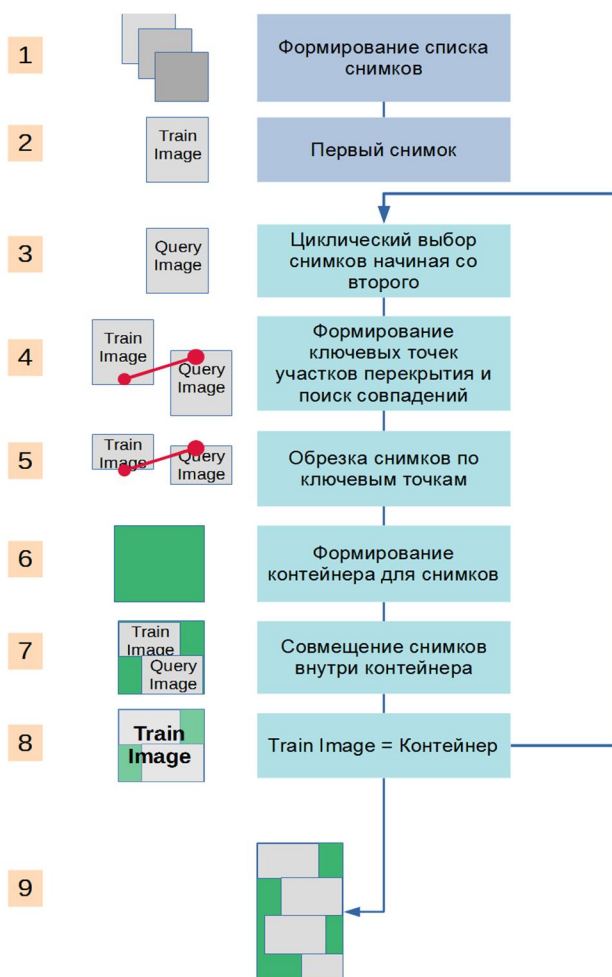 1
Формирование списка
снимков
2
Train
Image
Первый снимок
3
Query
Image
Циклический выбор
снимков начиная со
второго
4
Train
Image
Query
Image
Формирование
ключевых точек
участков перекрытия и
поиск совпадений
5
Train
Image
Query
Image
Обрезка снимков по
ключевым точкам
6
Формирование
контейнера для снимков
7
Train
Image
Query
Image
Совмещение снимков
внутри контейнера
8
Train
Image
Train Image = Контейнер
9